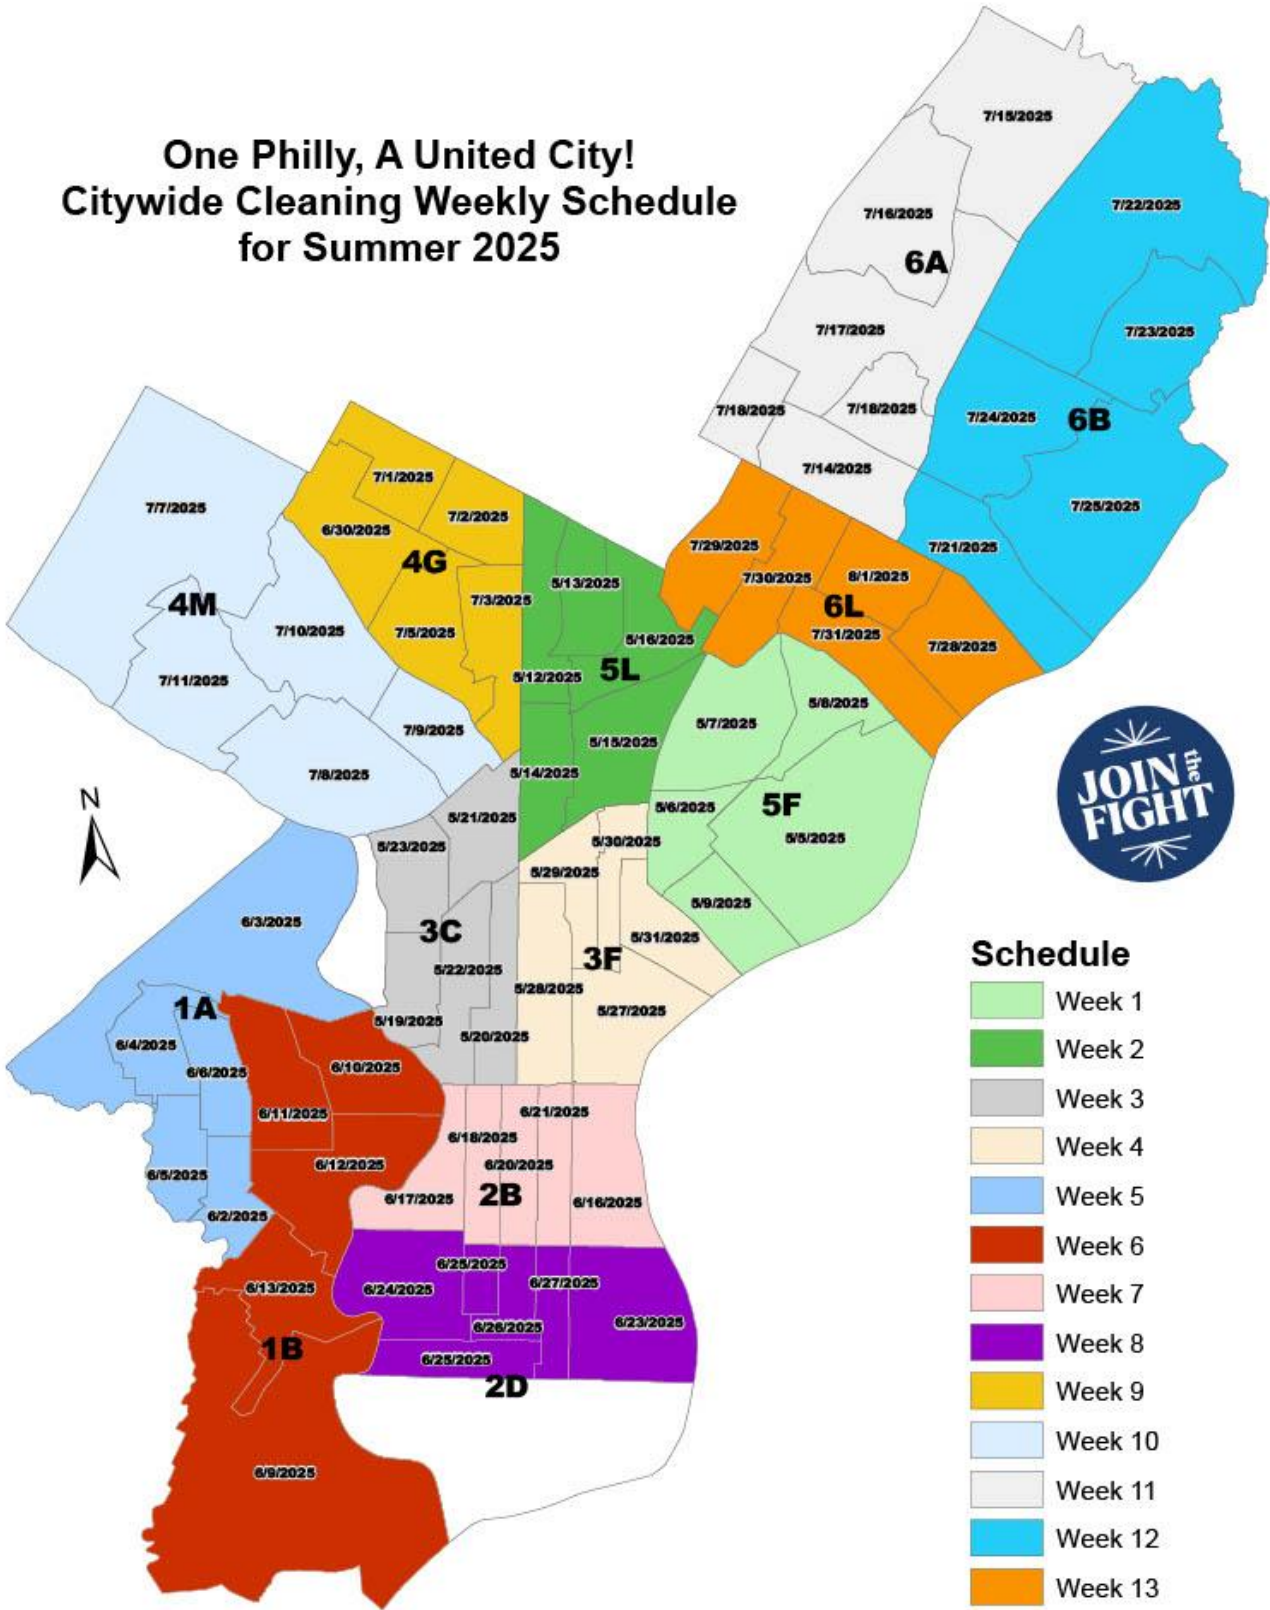 One Philly, A United City!
Citywide Cleaning Weekly Schedule
for Summer 2025
7/15/2025
7/16/2025
6A
7/17/2025
7/18/2025
7/18/2025
7/14/2025
7/22/2025
7/23/2025
7/24/2025
6B
7/25/2025
7/21/2025
7/7/2025
4M
7/10/2025
7/11/2025
7/9/2025
7/8/2025
7/1/2025
7/2/2025
6/30/2025
4G
7/3/2025
7/5/2025
5/13/2025
5/16/2025
5L
5/12/2025
5/15/2025
5/14/2025
7/29/2025
7/30/2025
8/1/2025
6L
7/31/2025
7/28/2025
5/8/2025
5/7/2025
5/6/2025
5F
5/5/2025
5/9/2025
JOIN
the
FIGHT
N
5/21/2025
5/23/2025
3C
5/22/2025
5/19/2025
5/20/2025
5/30/2025
5/29/2025
5/31/2025
3F
5/28/2025
5/27/2025
6/3/2025
1A
6/4/2025
6/6/2025
6/5/2025
6/2/2025
6/10/2025
6/11/2025
6/12/2025
6/13/2025
1B
6/9/2025
6/21/2025
6/18/2025
6/20/2025
6/17/2025
2B
6/16/2025
6/25/2025
6/24/2025
6/27/2025
6/26/2025
6/23/2025
6/25/2025
2D
Schedule
Week 1
Week 2
Week 3
Week 4
Week 5
Week 6
Week 7
Week 8
Week 9
Week 10
Week 11
Week 12
Week 13